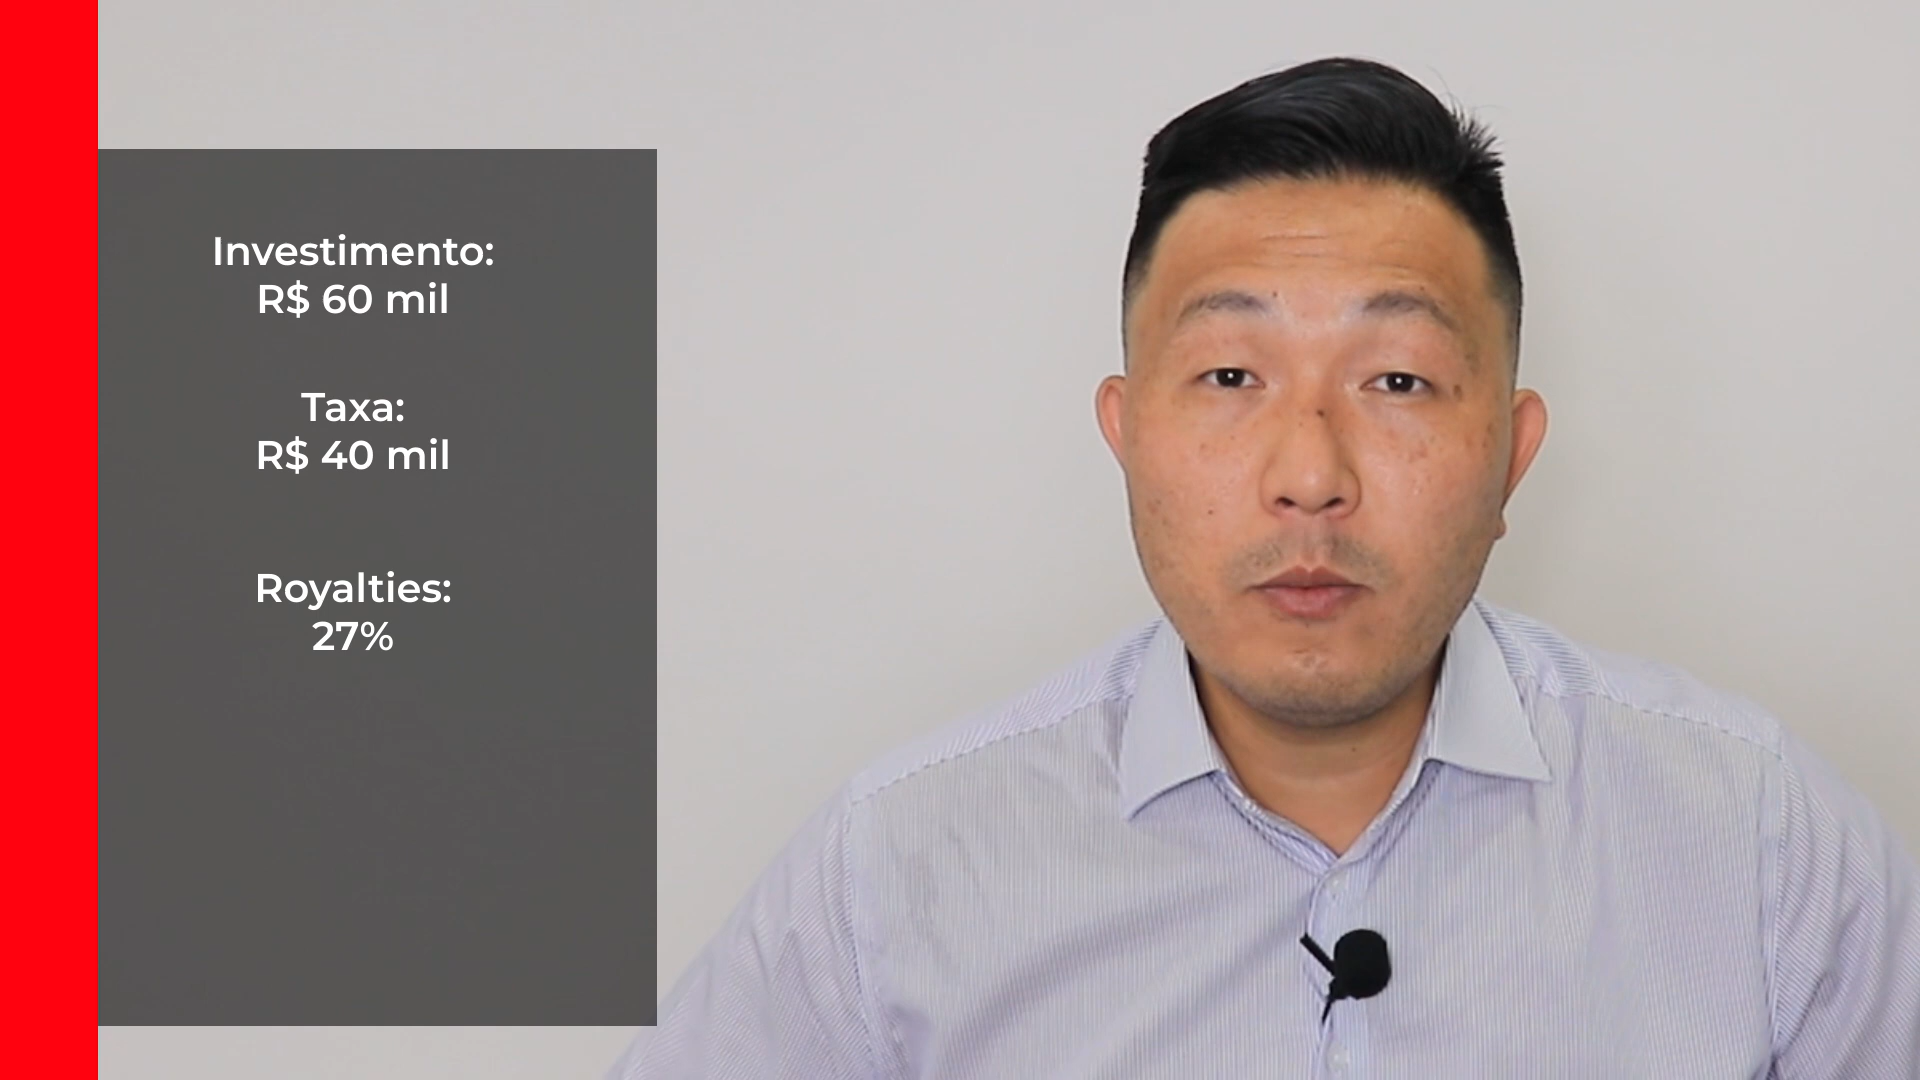 Investimento:
R$ 60 mil
Taxa:
R$ 40 mil
Royalties:
27%